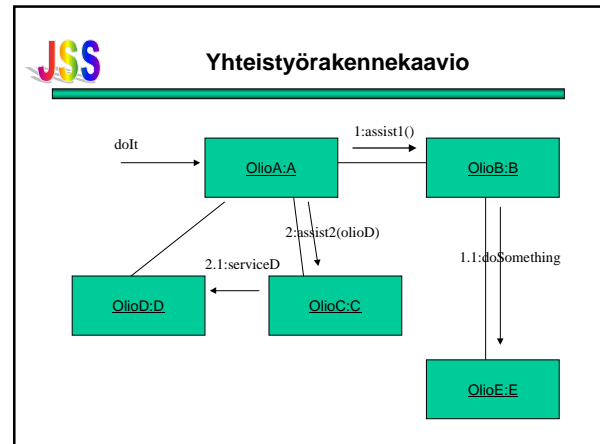 JSS
Yhteistyörakennekaavio
1:assist1()
doIt
OlioA:A
OlioB:B
2:assist2(olioD)
2.1:serviceD
1.1:doSomething
OlioD:D
OlioC:C
OlioE:E